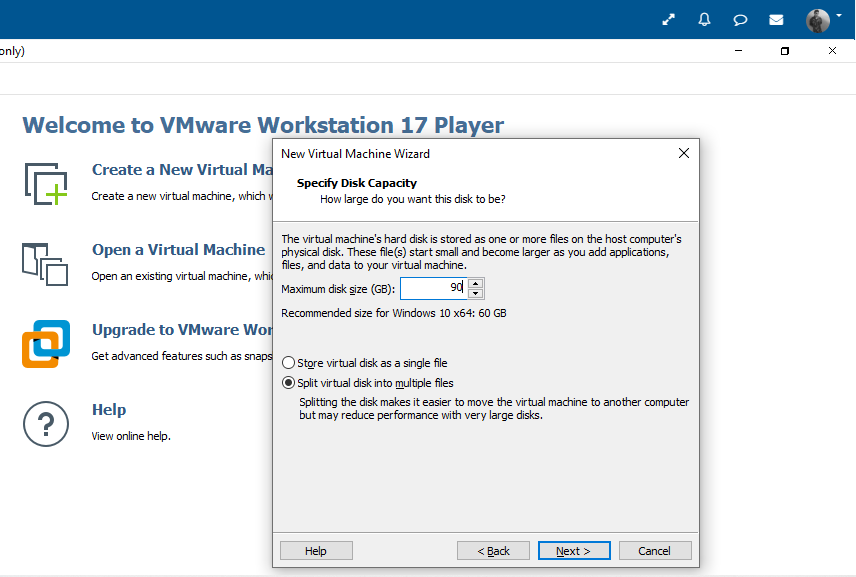 only)
Welcome to VMware Workstation 17 Player
Create a New Virtual Ma
Create a new virtual machine, which w
Open a Virtual Machine
Open an existing virtual machine, whic
Upgrade to VMware Wor
Get advanced features such as snaps
Help
View online help.
New Virtual Machine Wizard
Specify Disk Capacity
How large do you want this disk to be?
The virtual machine's hard disk is stored as one or more files on the host computer's
physical disk. These file(s) start small and become larger as you add applications,
files, and data to your virtual machine.
Maximum disk size (GB): 90
Recommended size for Windows 10 x64: 60 GB
Store virtual disk as a single file
Split virtual disk into multiple files
Splitting the disk makes it easier to move the virtual machine to another computer
but may reduce performance with very large disks.
Help < Back Next > Cancel